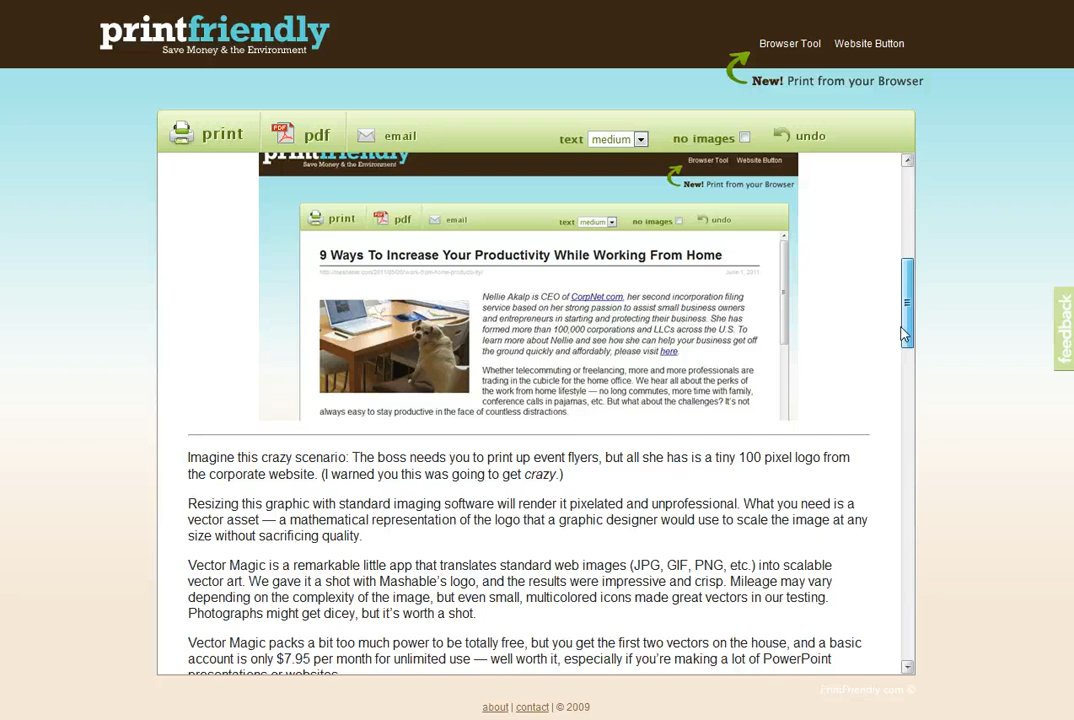 printfriendly
Save Money & the Environment
Browser Tool Website Button
New! Print from your Browser
print pdf email text medium no images undo
printfriendly
Save Money & the Environment
Browser Tool Website Button
New! Print from your Browser
print pdf email text medium no images undo
9 Ways To Increase Your Productivity While Working From Home
http://mashable.com/2011/05/09/work-from-home-productivity/ June 1, 2011
Nellie Akalp is CEO of CorpNet.com, her second incorporation filing
service based on her strong passion to assist small business owners
and entrepreneurs in starting and protecting their business. She has
formed more than 100,000 corporations and LLCs across the U.S. To
learn more about Nellie and see how she can help your business get off
the ground quickly and affordably, please visit here.
Whether telecommuting or freelancing, more and more professionals are
trading in the cubicle for the home office. We hear all about the perks of
the work from home lifestyle — no long commutes, more time with family,
conference calls in pajamas, etc. But what about the challenges? It's not
always easy to stay productive in the face of countless distractions.
feedback
Imagine this crazy scenario: The boss needs you to print up event flyers, but all she has is a tiny 100 pixel logo from
the corporate website. (I warned you this was going to get crazy.)
Resizing this graphic with standard imaging software will render it pixelated and unprofessional. What you need is a
vector asset — a mathematical representation of the logo that a graphic designer would use to scale the image at any
size without sacrificing quality.
Vector Magic is a remarkable little app that translates standard web images (JPG, GIF, PNG, etc.) into scalable
vector art. We gave it a shot with Mashable's logo, and the results were impressive and crisp. Mileage may vary
depending on the complexity of the image, but even small, multicolored icons made great vectors in our testing.
Photographs might get dicey, but it's worth a shot.
Vector Magic packs a bit too much power to be totally free, but you get the first two vectors on the house, and a basic
account is only $7.95 per month for unlimited use — well worth it, especially if you're making a lot of PowerPoint
presentations or websites.
about | contact | © 2009